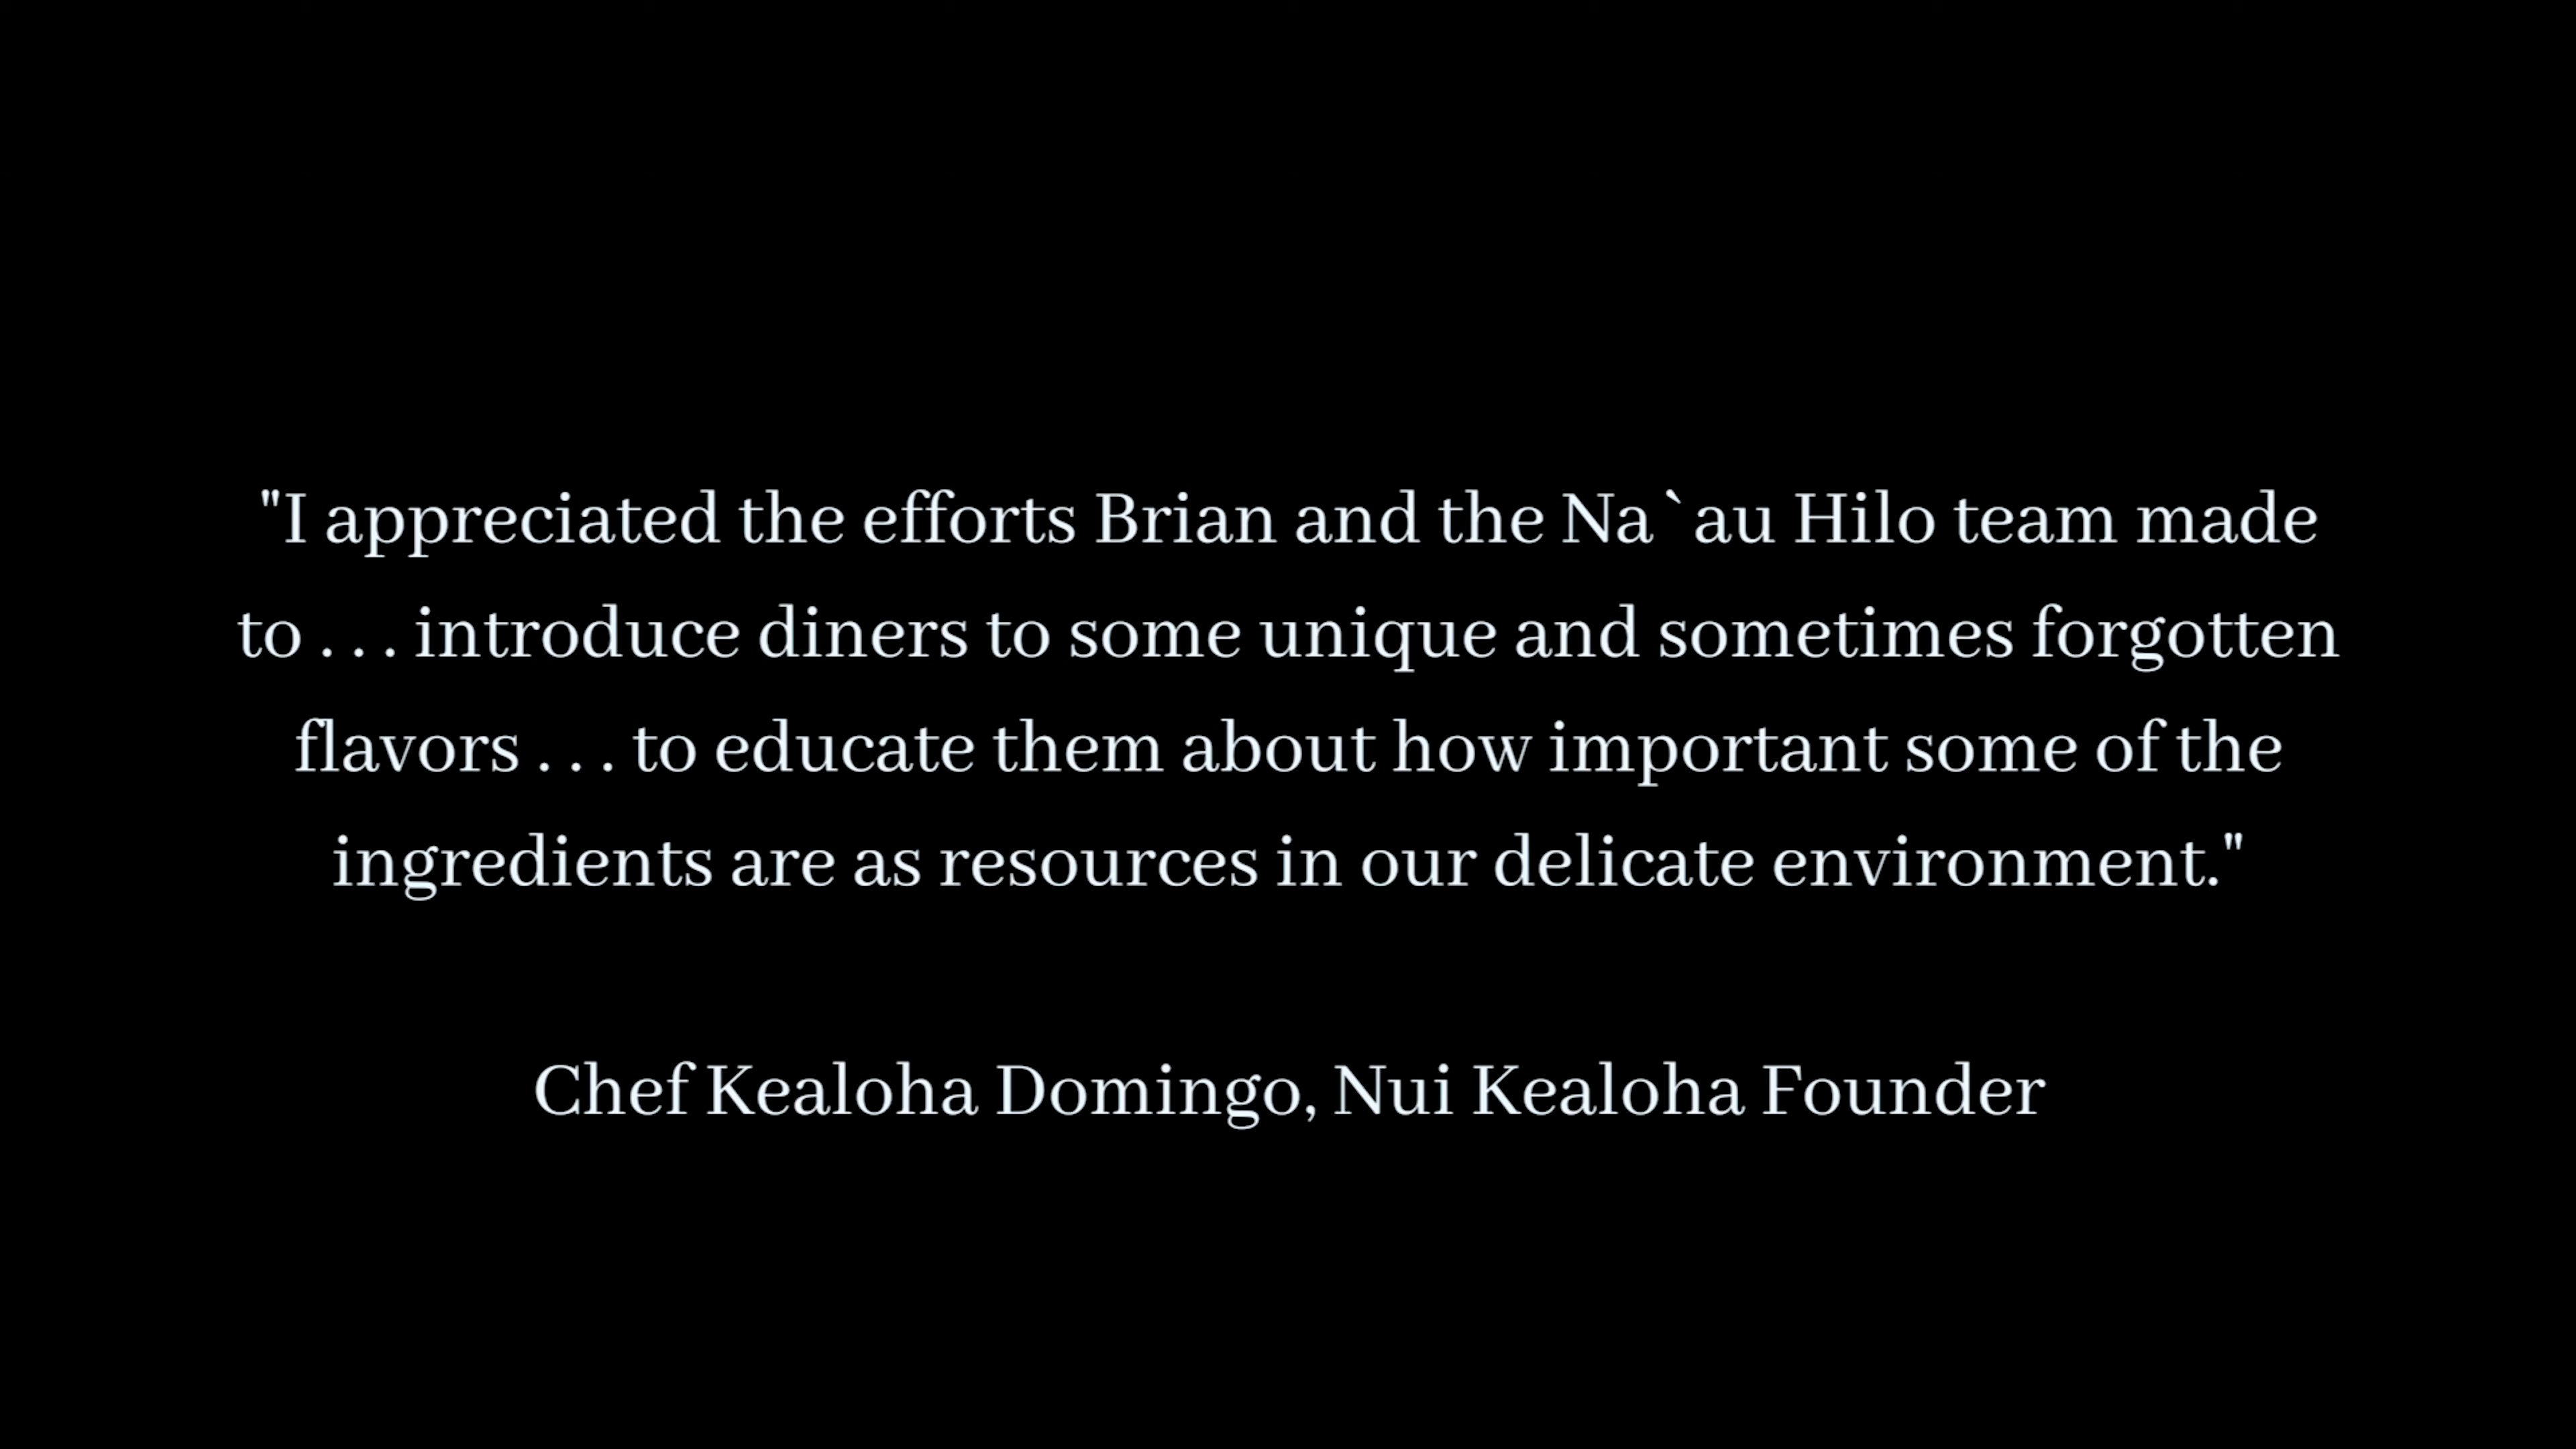 "I appreciated the efforts Brian and the Na`au Hilo team made
to . . . introduce diners to some unique and sometimes forgotten
flavors . . . to educate them about how important some of the
ingredients are as resources in our delicate environment."
Chef Kealoha Domingo, Nui Kealoha Founder